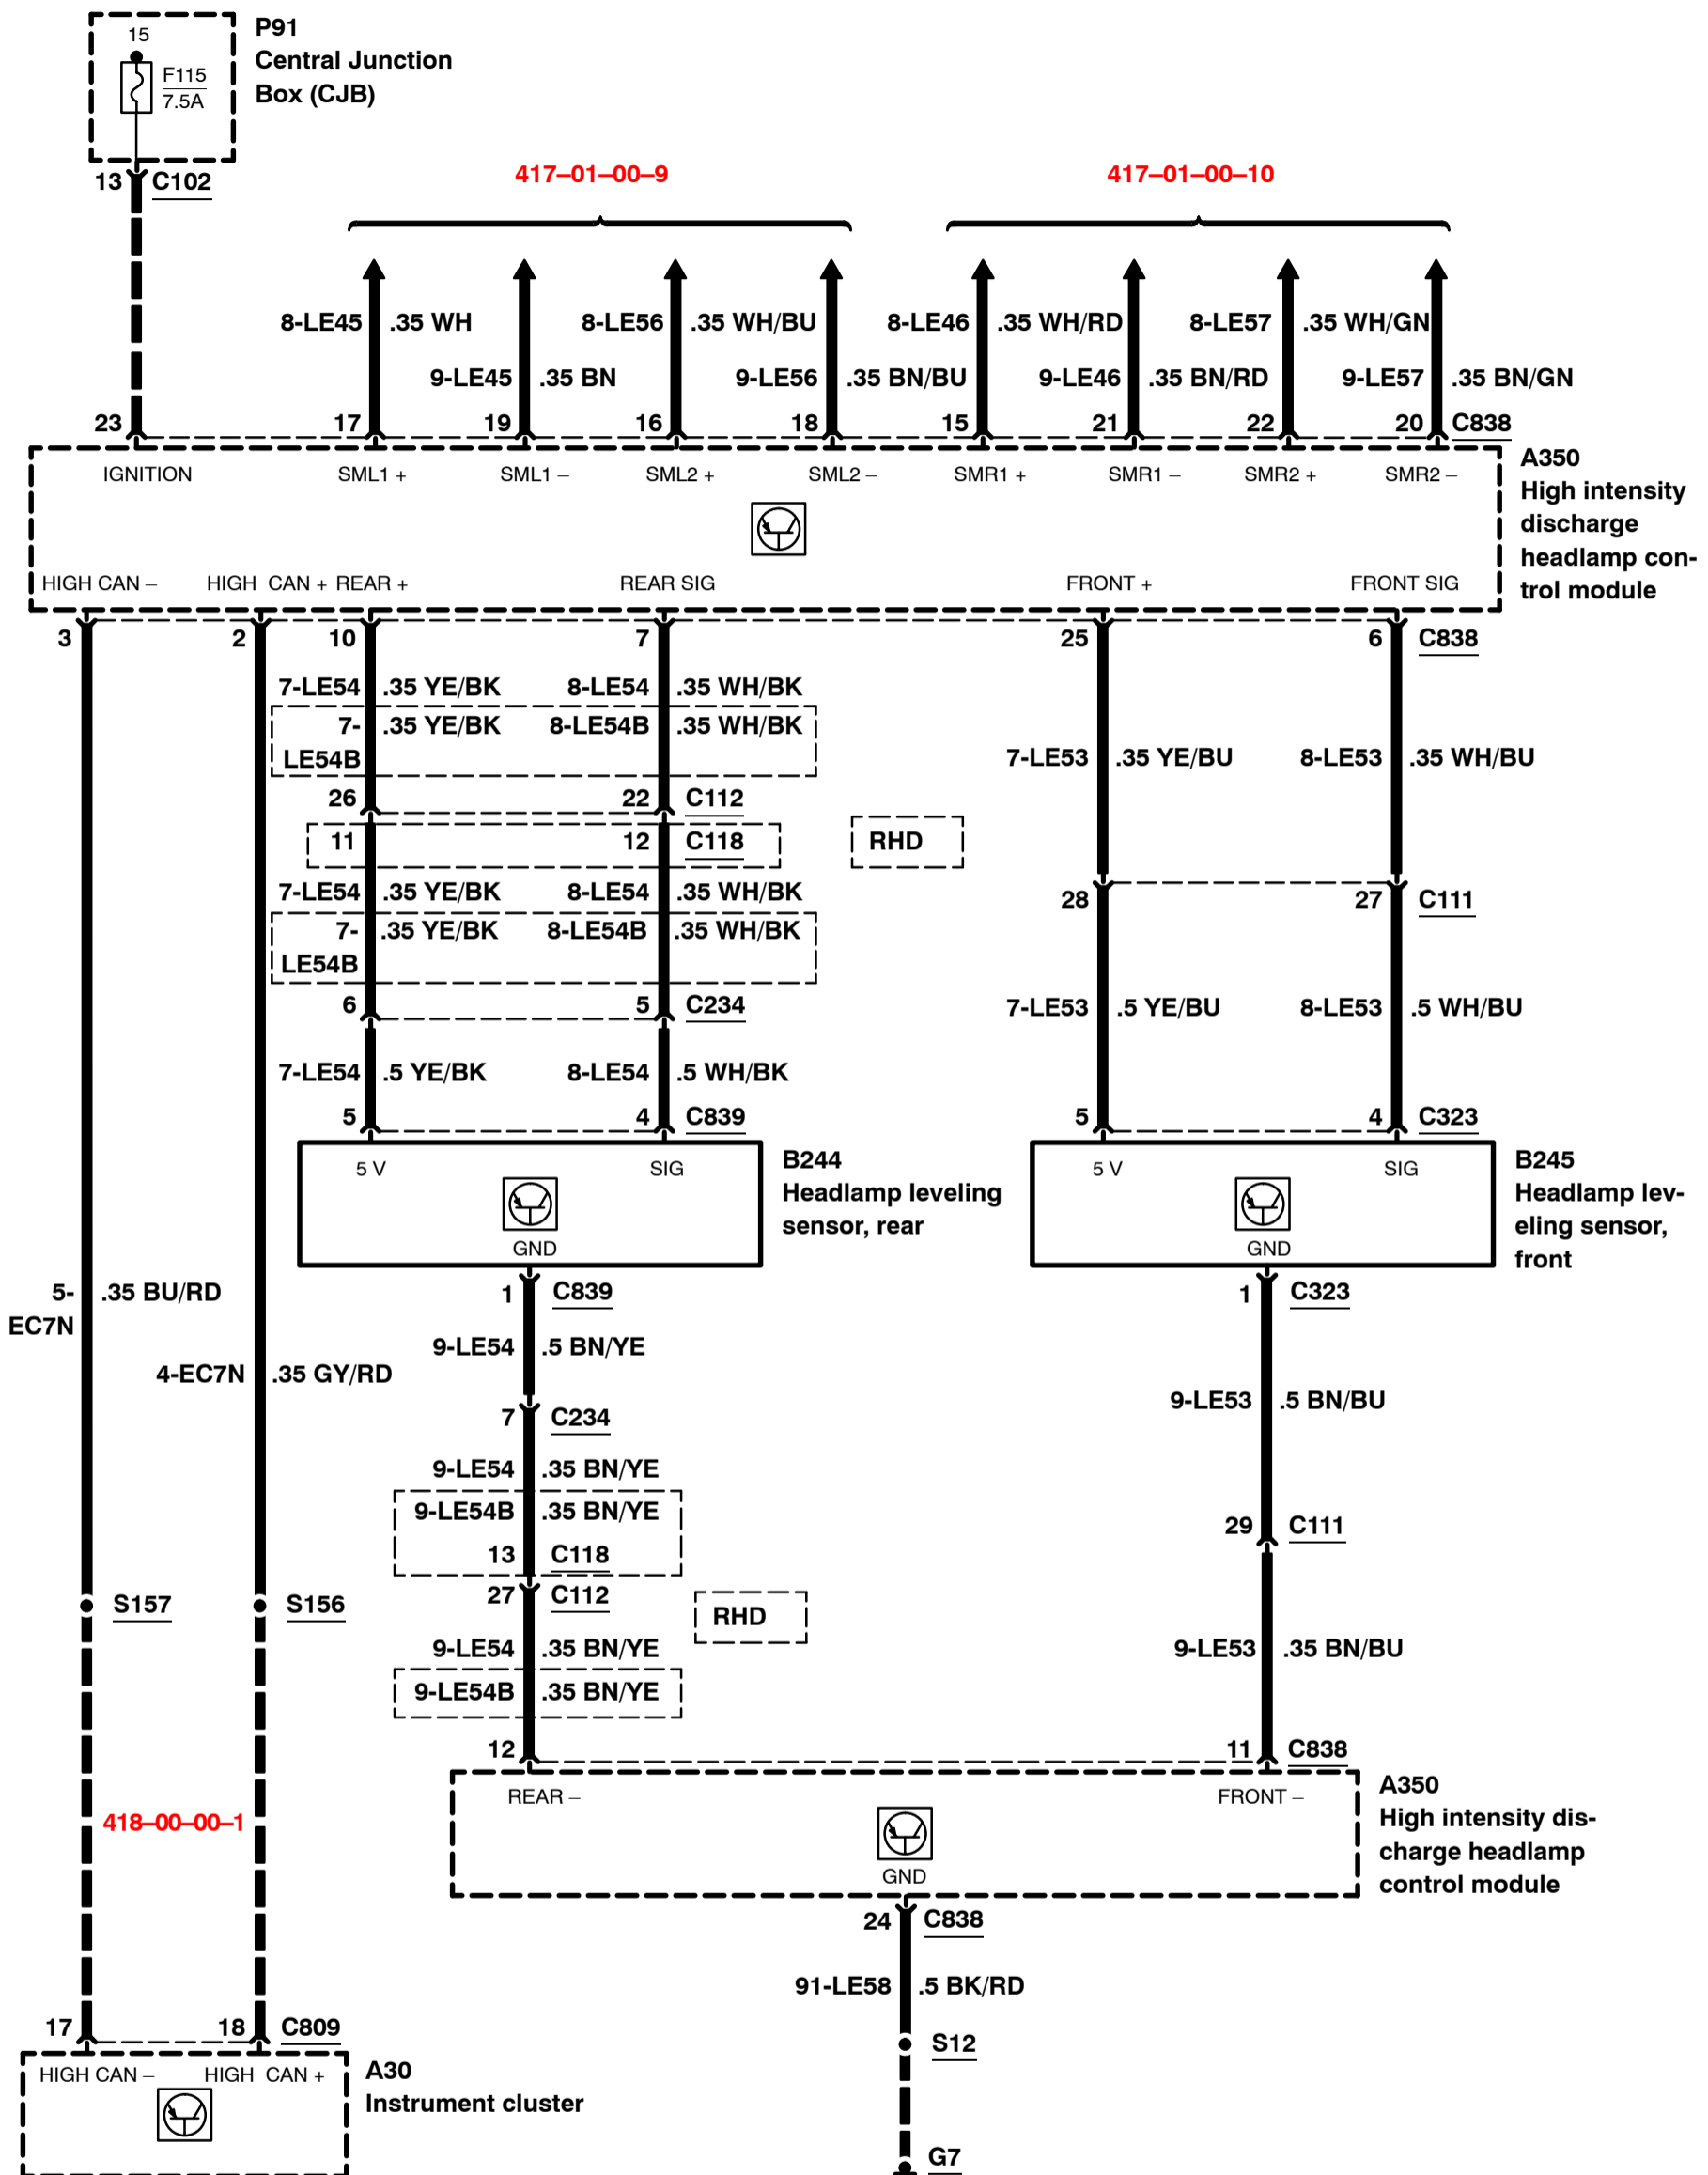 P91
Central Junction
Box (CJB)
15
F115
7.5A
13 C102
417–01–00–9
417–01–00–10
8-LE45 .35 WH
8-LE56 .35 WH/BU
8-LE46 .35 WH/RD
8-LE57 .35 WH/GN
9-LE45 .35 BN
9-LE56 .35 BN/BU
9-LE46 .35 BN/RD
9-LE57 .35 BN/GN
23 17 19 16 18 15 21 22 20 C838
IGNITION SML1 + SML1 – SML2 + SML2 – SMR1 + SMR1 – SMR2 + SMR2 –
A350
High intensity
discharge
headlamp con-
trol module
HIGH CAN – HIGH CAN + REAR + REAR SIG FRONT + FRONT SIG
3 2 10 7 25 6 C838
7-LE54 .35 YE/BK 8-LE54 .35 WH/BK
7- .35 YE/BK 8-LE54B .35 WH/BK
LE54B
7-LE53 .35 YE/BU 8-LE53 .35 WH/BU
26 22 C112
11 12 C118
RHD
7-LE54 .35 YE/BK 8-LE54 .35 WH/BK
28 27 C111
7- .35 YE/BK 8-LE54B .35 WH/BK
LE54B
6 5 C234
7-LE53 .5 YE/BU 8-LE53 .5 WH/BU
7-LE54 .5 YE/BK 8-LE54 .5 WH/BK
5 4 C839
5 4 C323
5 V SIG
GND
B244
Headlamp leveling
sensor, rear
5 V SIG
GND
B245
Headlamp lev-
eling sensor,
front
5- .35 BU/RD
EC7N
4-EC7N .35 GY/RD
1 C839
1 C323
9-LE54 .5 BN/YE
9-LE53 .5 BN/BU
7 C234
9-LE54 .35 BN/YE
9-LE54B .35 BN/YE
13 C118
29 C111
27 C112
RHD
S157 S156
9-LE54 .35 BN/YE
9-LE53 .35 BN/BU
9-LE54B .35 BN/YE
12 11 C838
REAR – FRONT –
GND
A350
High intensity dis-
charge headlamp
control module
418–00–00–1
24 C838
91-LE58 .5 BK/RD
S12
17 18 C809
HIGH CAN – HIGH CAN +
A30
Instrument cluster
G7